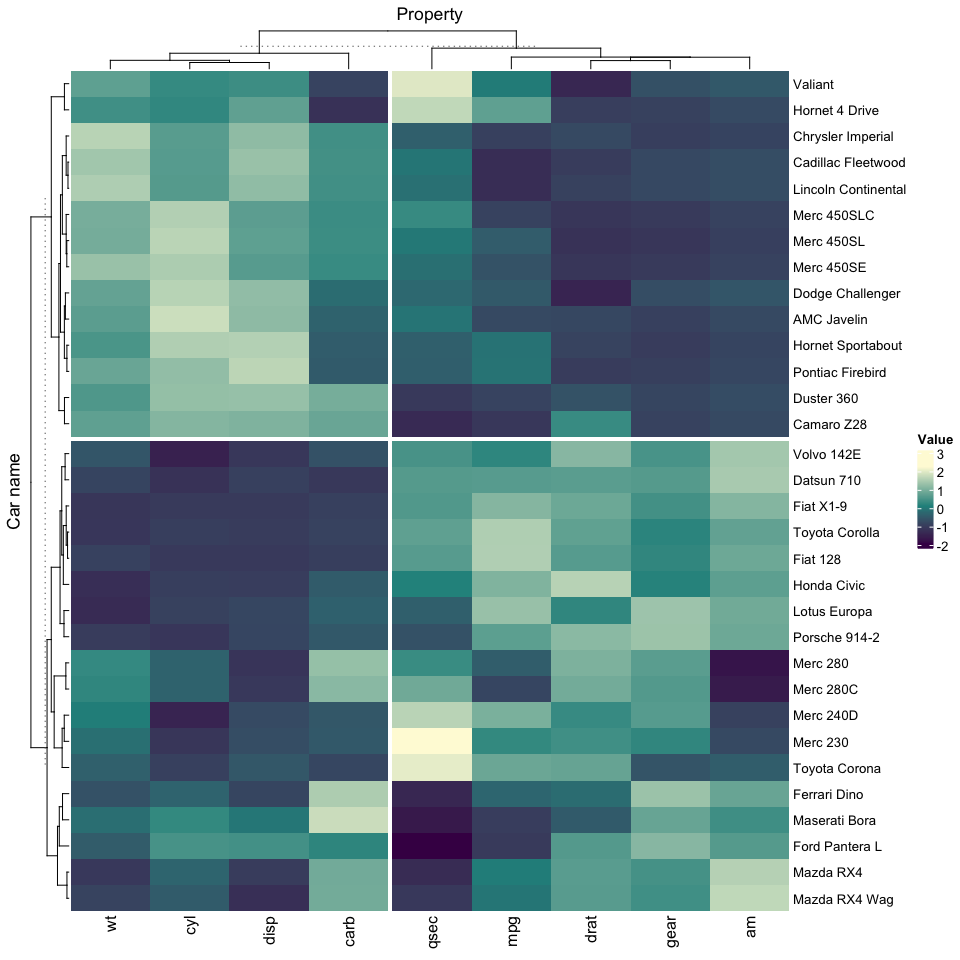 Property
Valiant
Hornet 4 Drive
Chrysler Imperial
Cadillac Fleetwood
Lincoln Continental
Merc 450SLC
Merc 450SL
Merc 450SE
Dodge Challenger
AMC Javelin
Hornet Sportabout
Pontiac Firebird
Duster 360
Camaro Z28
Volvo 142E
Datsun 710
Fiat X1-9
Toyota Corolla
Fiat 128
Honda Civic
Lotus Europa
Porsche 914-2
Merc 280
Merc 280C
Merc 240D
Merc 230
Toyota Corona
Ferrari Dino
Maserati Bora
Ford Pantera L
Mazda RX4
Mazda RX4 Wag
Car name
wt cyl disp carb qsec mpg drat gear am
Value
3
2
1
0
-1
-2